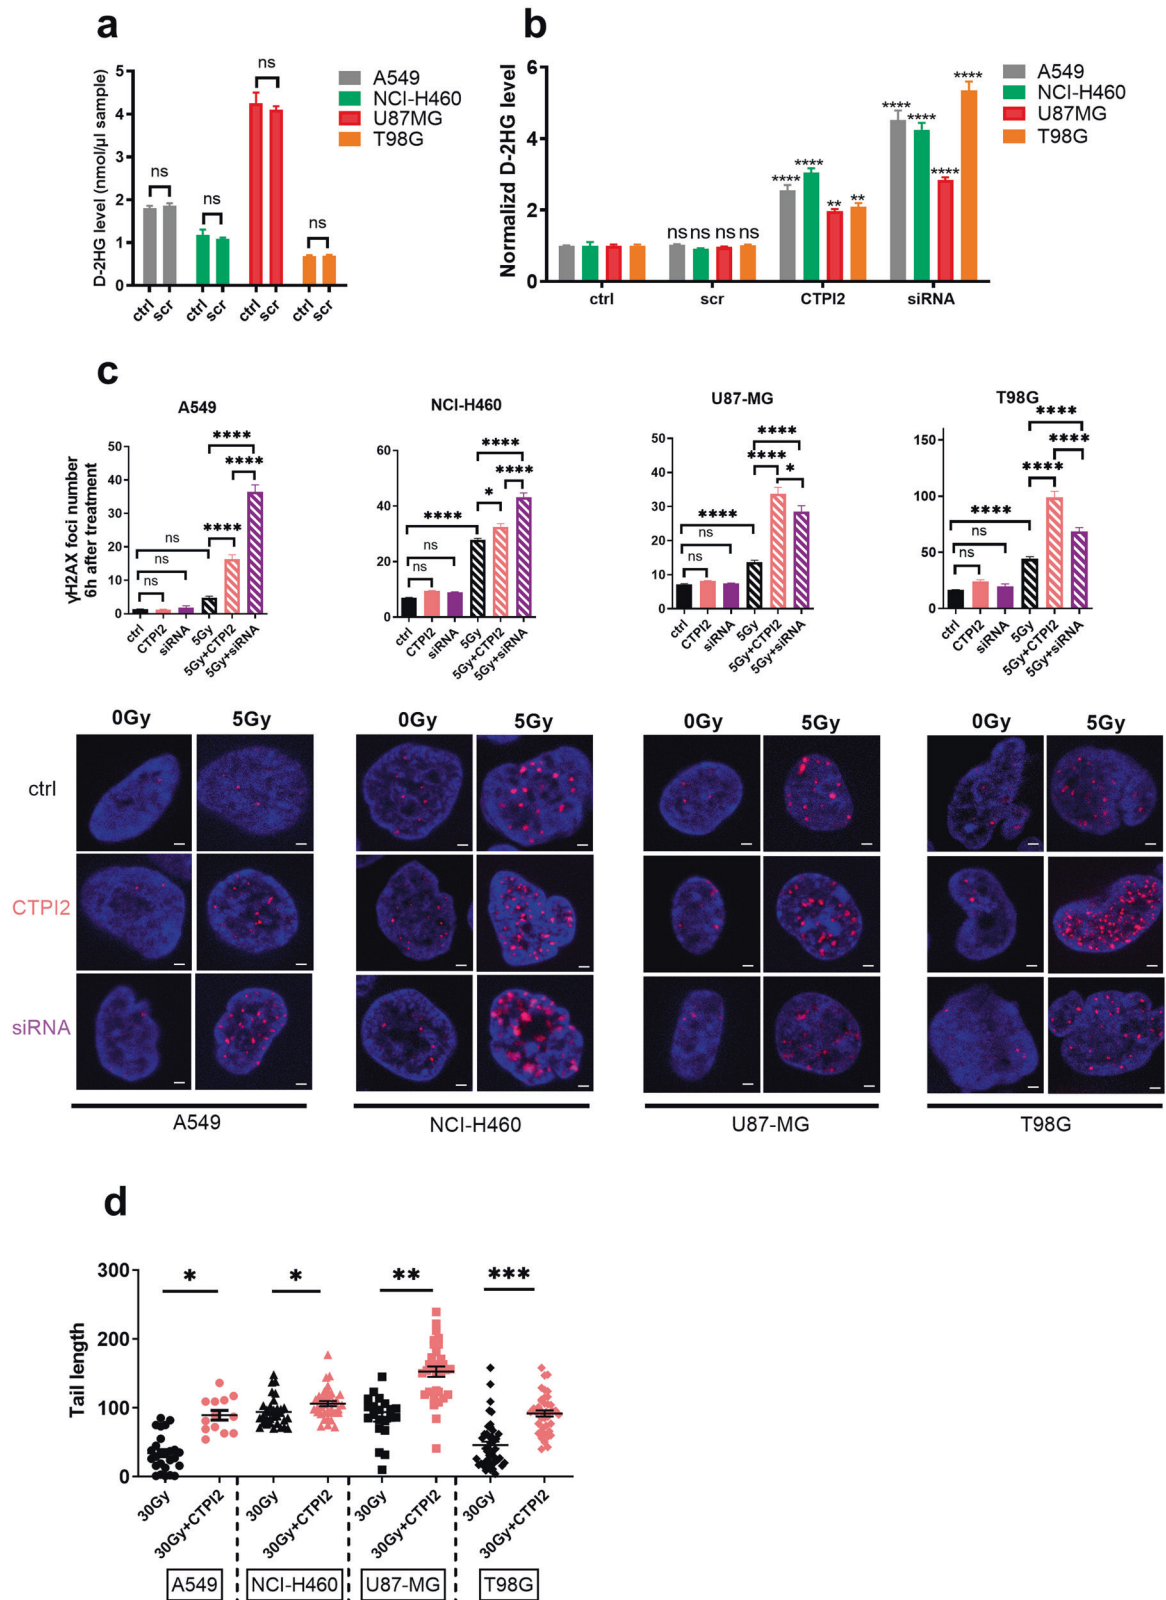 a
D-2HG level (nmol/µl sample)
5
4
3
2
1
0
ns
ns
ns
ns
ctrl
scr
ctrl
scr
ctrl
scr
ctrl
scr
A549
NCI-H460
U87MG
T98G
b
Normalizd D-2HG level
6
4
2
0
ns ns ns ns
**** **** ** **
**** **** **** ****
ctrl
scr
CTPI2
siRNA
A549
NCI-H460
U87MG
T98G
c
γH2AX foci number
6h after treatment
A549
50
40
30
20
10
0
****
****
****
ns
ns
ns
ctrl
CTPI2
siRNA
5Gy
5Gy+CTPI2
5Gy+siRNA
NCI-H460
60
40
20
0
****
****
*
****
ns
ns
ctrl
CTPI2
siRNA
5Gy
5Gy+CTPI2
5Gy+siRNA
U87-MG
50
40
30
20
10
0
****
****
*
****
ns
ns
ctrl
CTPI2
siRNA
5Gy
5Gy+CTPI2
5Gy+siRNA
T98G
150
100
50
0
****
****
****
****
ns
ns
ctrl
CTPI2
siRNA
5Gy
5Gy+CTPI2
5Gy+siRNA
0Gy 5Gy 0Gy 5Gy 0Gy 5Gy 0Gy 5Gy
ctrl
CTPI2
siRNA
A549 NCI-H460 U87-MG T98G
d
Tail length
300
200
100
0
* * ** ***
30Gy
30Gy+CTPI2
30Gy
30Gy+CTPI2
30Gy
30Gy+CTPI2
30Gy
30Gy+CTPI2
A549 NCI-H460 U87-MG T98G